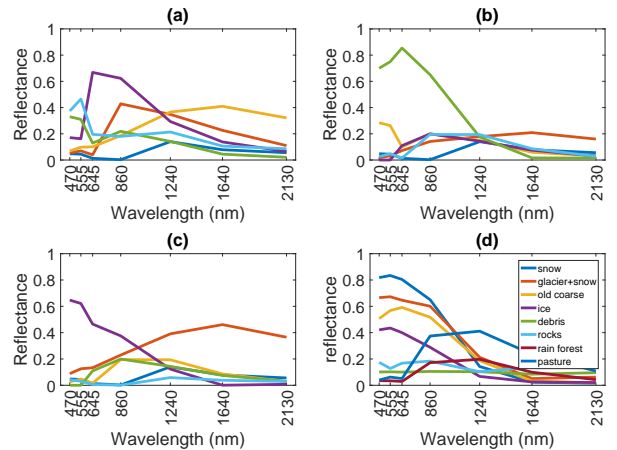 (a)
Reflectance
1
0.8
0.6
0.4
0.2
0
470
555
645
860
1240
1640
2130
Wavelength (nm)
(b)
Reflectance
1
0.8
0.6
0.4
0.2
0
470
555
645
860
1240
1640
2130
Wavelength (nm)
(c)
Reflectance
1
0.8
0.6
0.4
0.2
0
470
555
645
860
1240
1640
2130
Wavelength (nm)
(d)
reflectance
1
0.8
0.6
0.4
0.2
0
snow
glacier+snow
old coarse
ice
debris
rocks
rain forest
pasture
470
555
645
860
1240
1640
2130
Wavelength (nm)